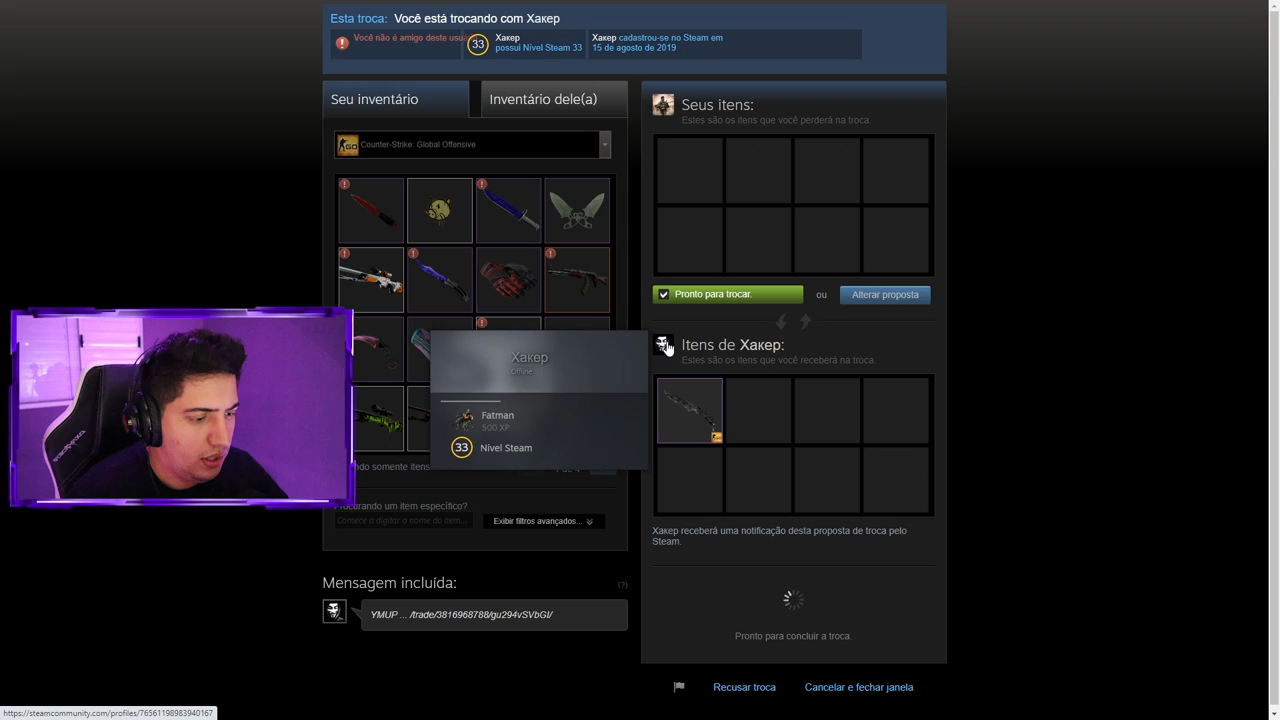 Esta troca: Você está trocando com Хакер
Você não é amigo deste
33
Хакер
possui Nível Steam 33
Хакер cadastrou-se no Steam em
15 de agosto de 2019
Seu inventário
Inventário dele(a)
Counter-Strike: Global Offensive
Seus itens:
Estes são os itens que você perderá na troca.
Pronto para trocar.
ou
Alterar proposta
Itens de Хакер:
Estes são os itens que você receberá na troca.
Хакер
Offline
Fatman
500 XP
33
Nível Steam
somente itens
Procurando um item específico?
Comece a digitar o nome do item...
Exibir filtros avançados...
Хакер receberá uma notificação desta proposta de troca pelo
Steam.
Mensagem incluída:
(?)
YMUP ... /trade/3816968788/gu294vSVbGI/
Pronto para concluir a troca.
Recusar troca
Cancelar e fechar janela
https://steamcommunity.com/profiles/76561198983940167